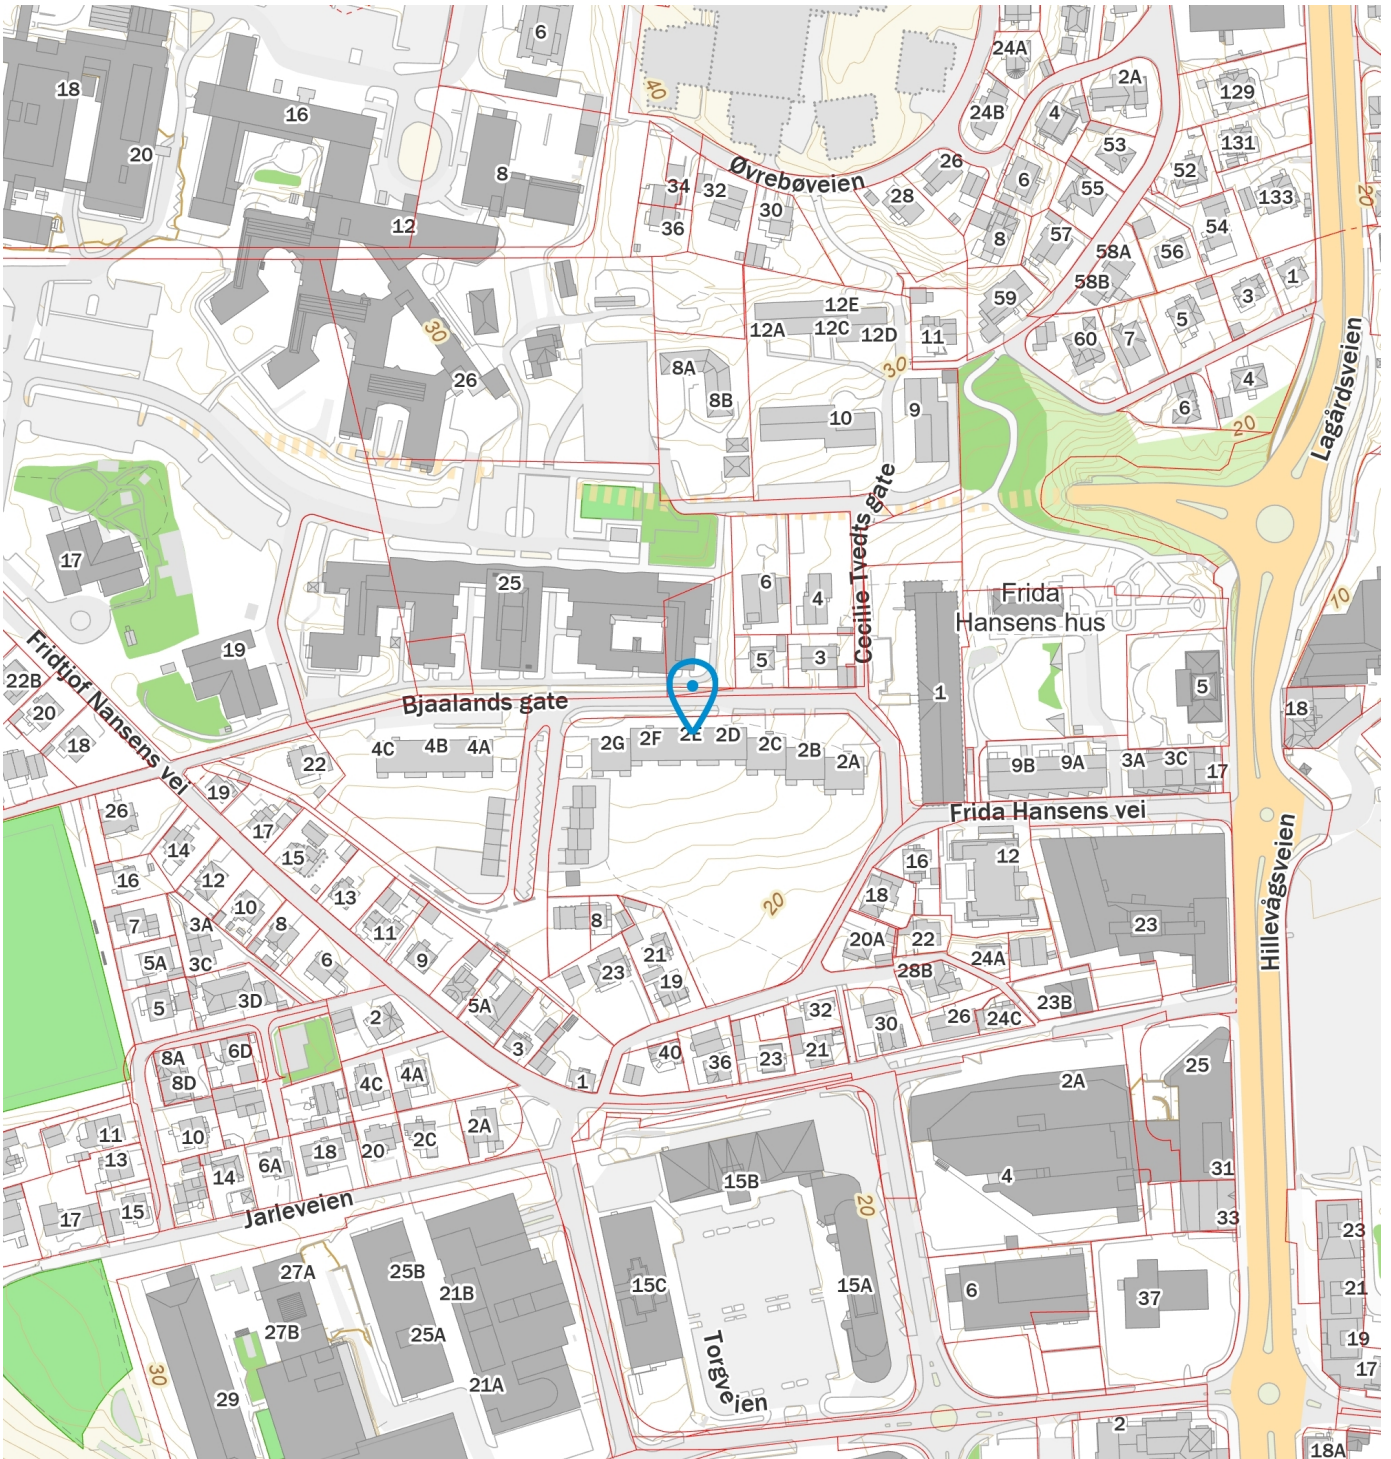 6
24A
40
18
2A
129
16
24B
4
53
131
20
26
52
8
Øvrebøveien
34
32
6
55
133
28
30
20
12
36
8
57
54
58A
56
58B
1
3
59
12E
30
12A
12C
12D
11
5
60
7
30
8A
26
4
8B
10
9
6
20
Lagårdsveien
Cecilie Tvedts gate
17
25
6
4
Frida
Hansens hus
10
19
5
3
22B
Fridtjof Nansens vei
5
1
20
Bjaalands gate
18
18
4C
4B
4A
2G
2F
2E
2D
2C
2B
2A
22
9B
9A
3A
3C
17
19
26
Frida Hansens vei
17
14
15
16
12
16
12
13
18
Hillevågsveien
20
10
7
3A
8
11
8
23
20A
22
21
5A
3C
6
9
24A
23
28B
19
3D
5
5A
23B
32
2
26
24C
30
3
6D
8A
40
36
23
21
25
8D
4C
4A
1
2A
11
10
2A
2C
20
18
13
6A
14
4
31
15B
15
17
Jarleveien
20
33
23
27A
25B
15C
15A
21B
6
37
21
27B
25A
19
Torgveien
30
29
21A
17
2
18A